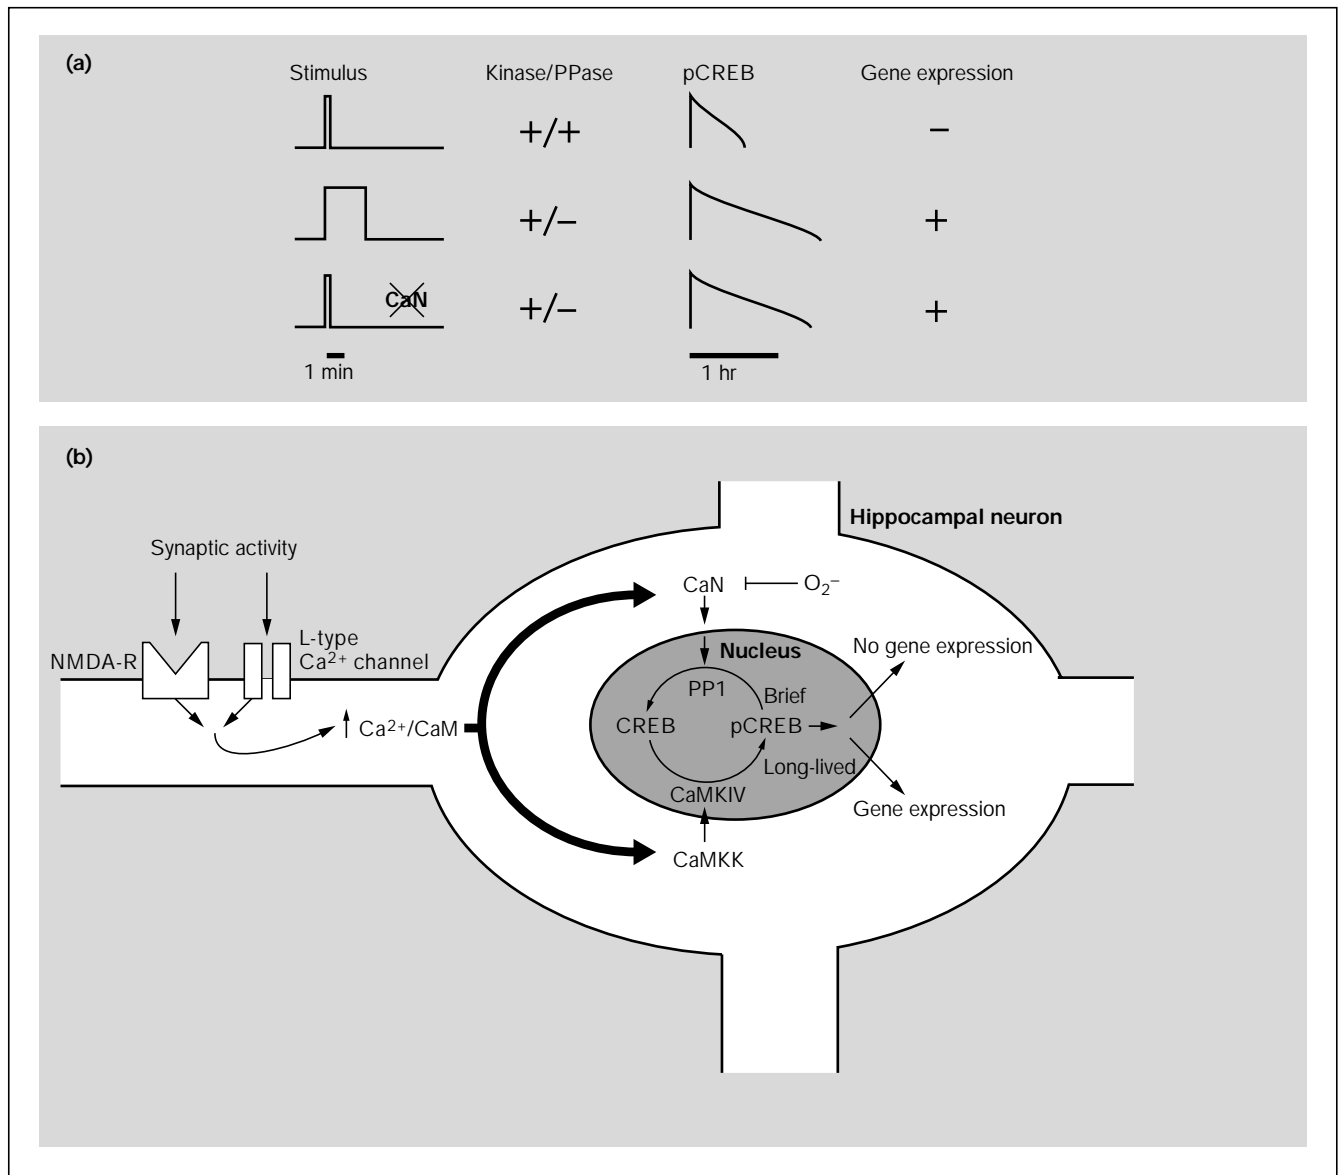 (a)
Stimulus Kinase/PPase pCREB Gene expression
+/+ −
+/− +
CaN +/− +
1 min 1 hr
(b)
Hippocampal neuron
Synaptic activity
CaN O₂⁻
L-type
NMDA-R Ca²⁺ channel
Nucleus No gene expression
PP1 Brief
Ca²⁺/CaM CREB pCREB
Long-lived
CaMKIV Gene expression
CaMKK